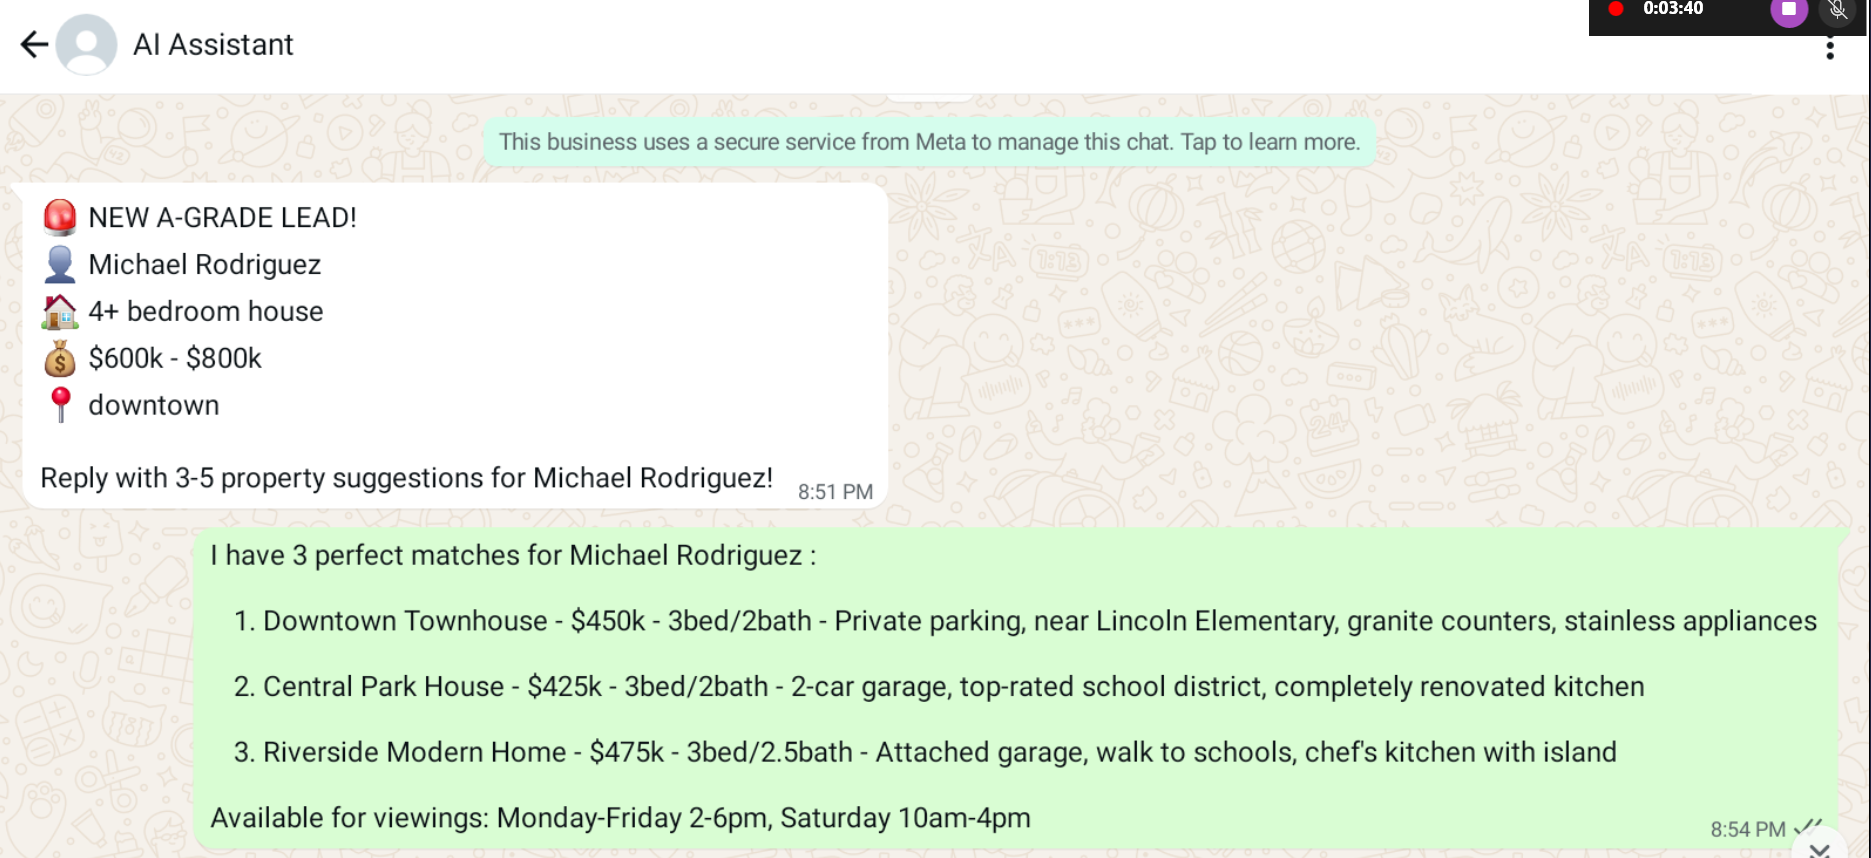 0:03:40
AI Assistant
This business uses a secure service from Meta to manage this chat. Tap to learn more.
NEW A-GRADE LEAD!
Michael Rodriguez
4+ bedroom house
$600k - $800k
downtown
Reply with 3-5 property suggestions for Michael Rodriguez!
8:51 PM
I have 3 perfect matches for Michael Rodriguez :
1. Downtown Townhouse - $450k - 3bed/2bath - Private parking, near Lincoln Elementary, granite counters, stainless appliances
2. Central Park House - $425k - 3bed/2bath - 2-car garage, top-rated school district, completely renovated kitchen
3. Riverside Modern Home - $475k - 3bed/2.5bath - Attached garage, walk to schools, chef's kitchen with island
Available for viewings: Monday-Friday 2-6pm, Saturday 10am-4pm
8:54 PM